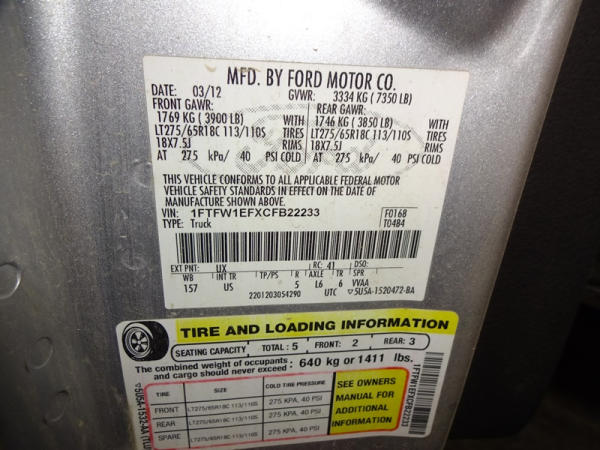 MFD. BY FORD MOTOR CO.
DATE: 03/12 GVWR: 3334 KG ( 7350 LB)
FRONT GAWR: REAR GAWR:
1769 KG ( 3900 LB) WITH 1746 KG ( 3850 LB) WITH
LT275/65R18C 113/110S TIRES LT275/65R18C 113/110S TIRES
18X7.5J RIMS 18X7.5J RIMS
AT 275 kPa/ 40 PSI COLD AT 275 kPa/ 40 PSI COLD
THIS VEHICLE CONFORMS TO ALL APPLICABLE FEDERAL MOTOR
VEHICLE SAFETY STANDARDS IN EFFECT ON THE DATE OF
MANUFACTURE SHOWN ABOVE.
VIN: 1FTFW1EFXCFB22233 F0168
TYPE: Truck T0484
EXT PNT: UX RC: 41 DSO:
WB INT TR TP/PS R AXLE TR SPR
157 US 5 L6 6 VVAA
2201203054290 UTC 5U5A-1520472-BA
TIRE AND LOADING INFORMATION
SEATING CAPACITY TOTAL : 5 FRONT: 2 REAR: 3
The combined weight of occupants and cargo should never exceed: 640 kg or 1411 lbs.
TIRE SIZE COLD TIRE PRESSURE
FRONT LT275/65R18C 113/110S 275 KPA, 40 PSI
REAR LT275/65R18C 113/110S 275 KPA, 40 PSI
SPARE LT275/65R18C 113/110S 275 KPA, 40 PSI
SEE OWNERS
MANUAL FOR
ADDITIONAL
INFORMATION
1FTFW1EFXCFB22233